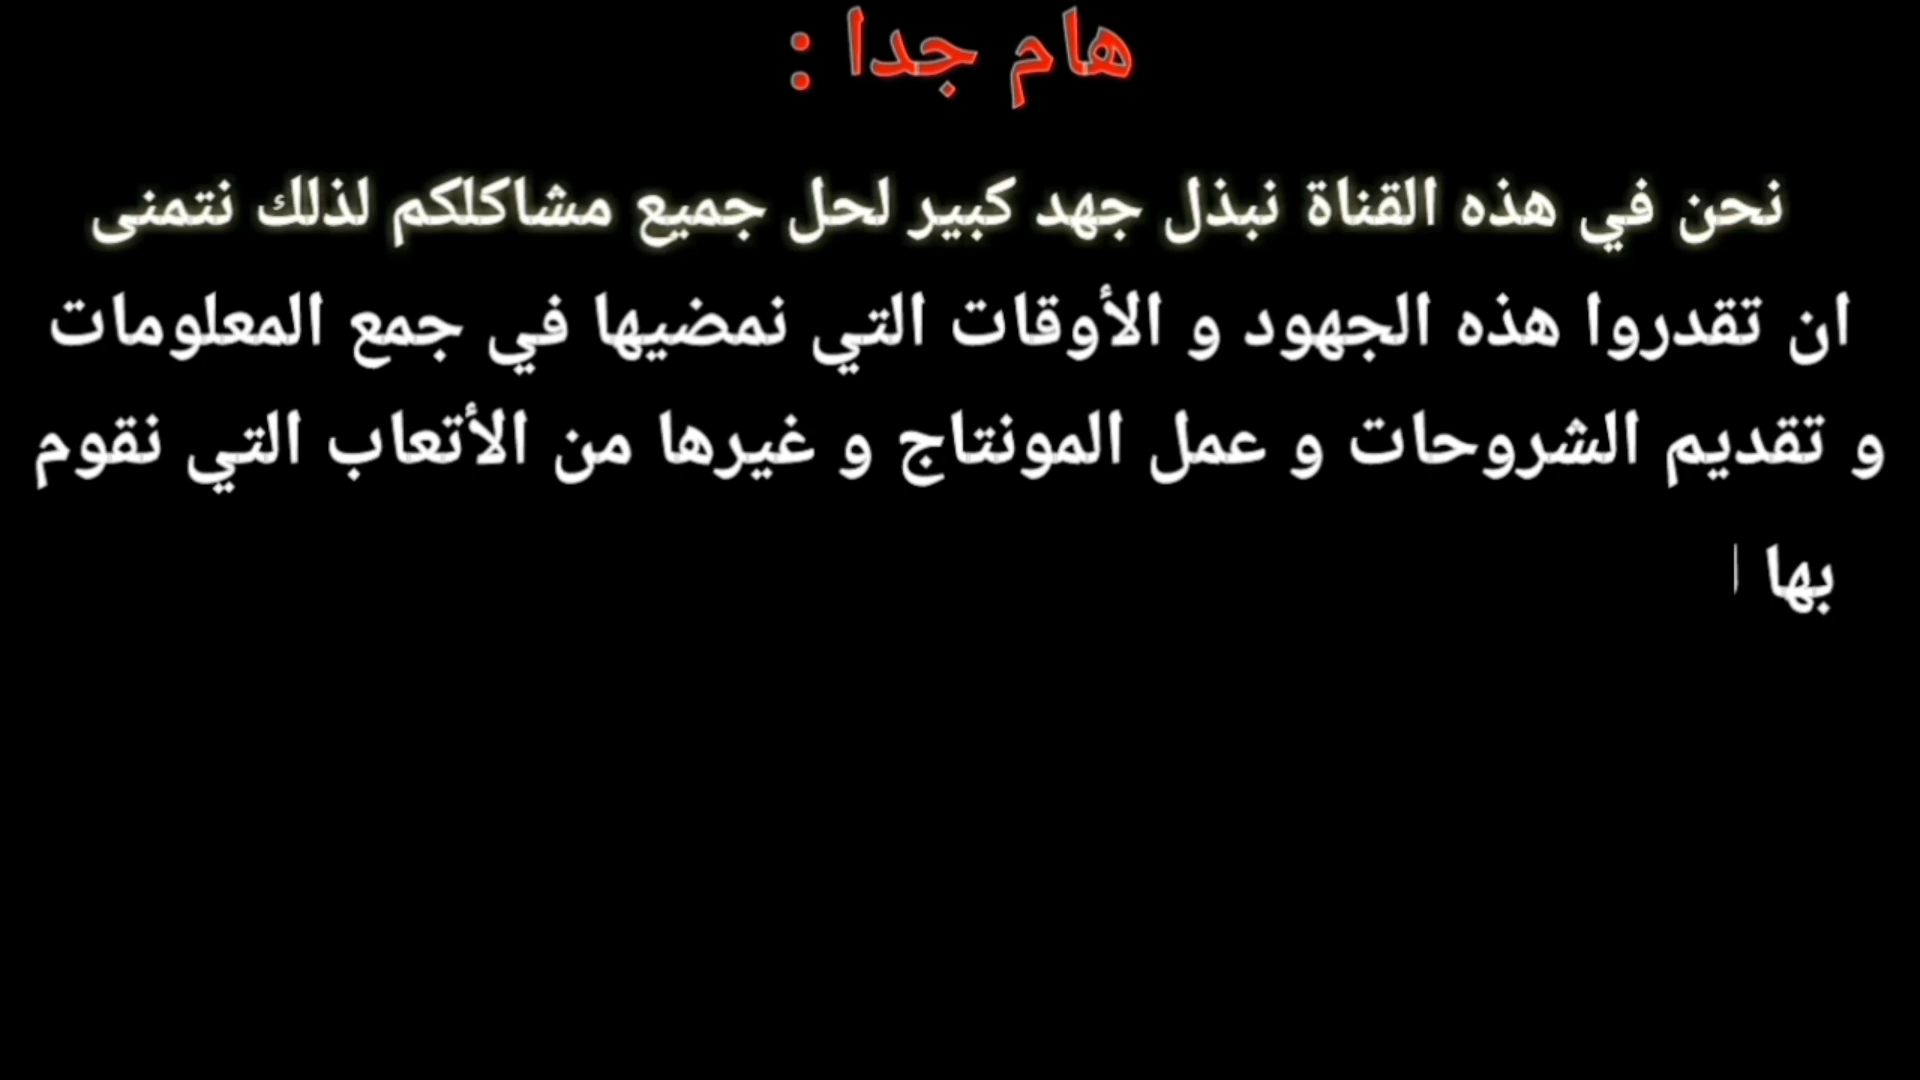 هام جدا :
نحن في هذه القناة نبذل جهد كبير لحل جميع مشاكلكم لذلك نتمنى
ان تقدروا هذه الجهود و الأوقات التي نمضيها في جمع المعلومات
و تقديم الشروحات و عمل المونتاج و غيرها من الأتعاب التي نقوم
بها